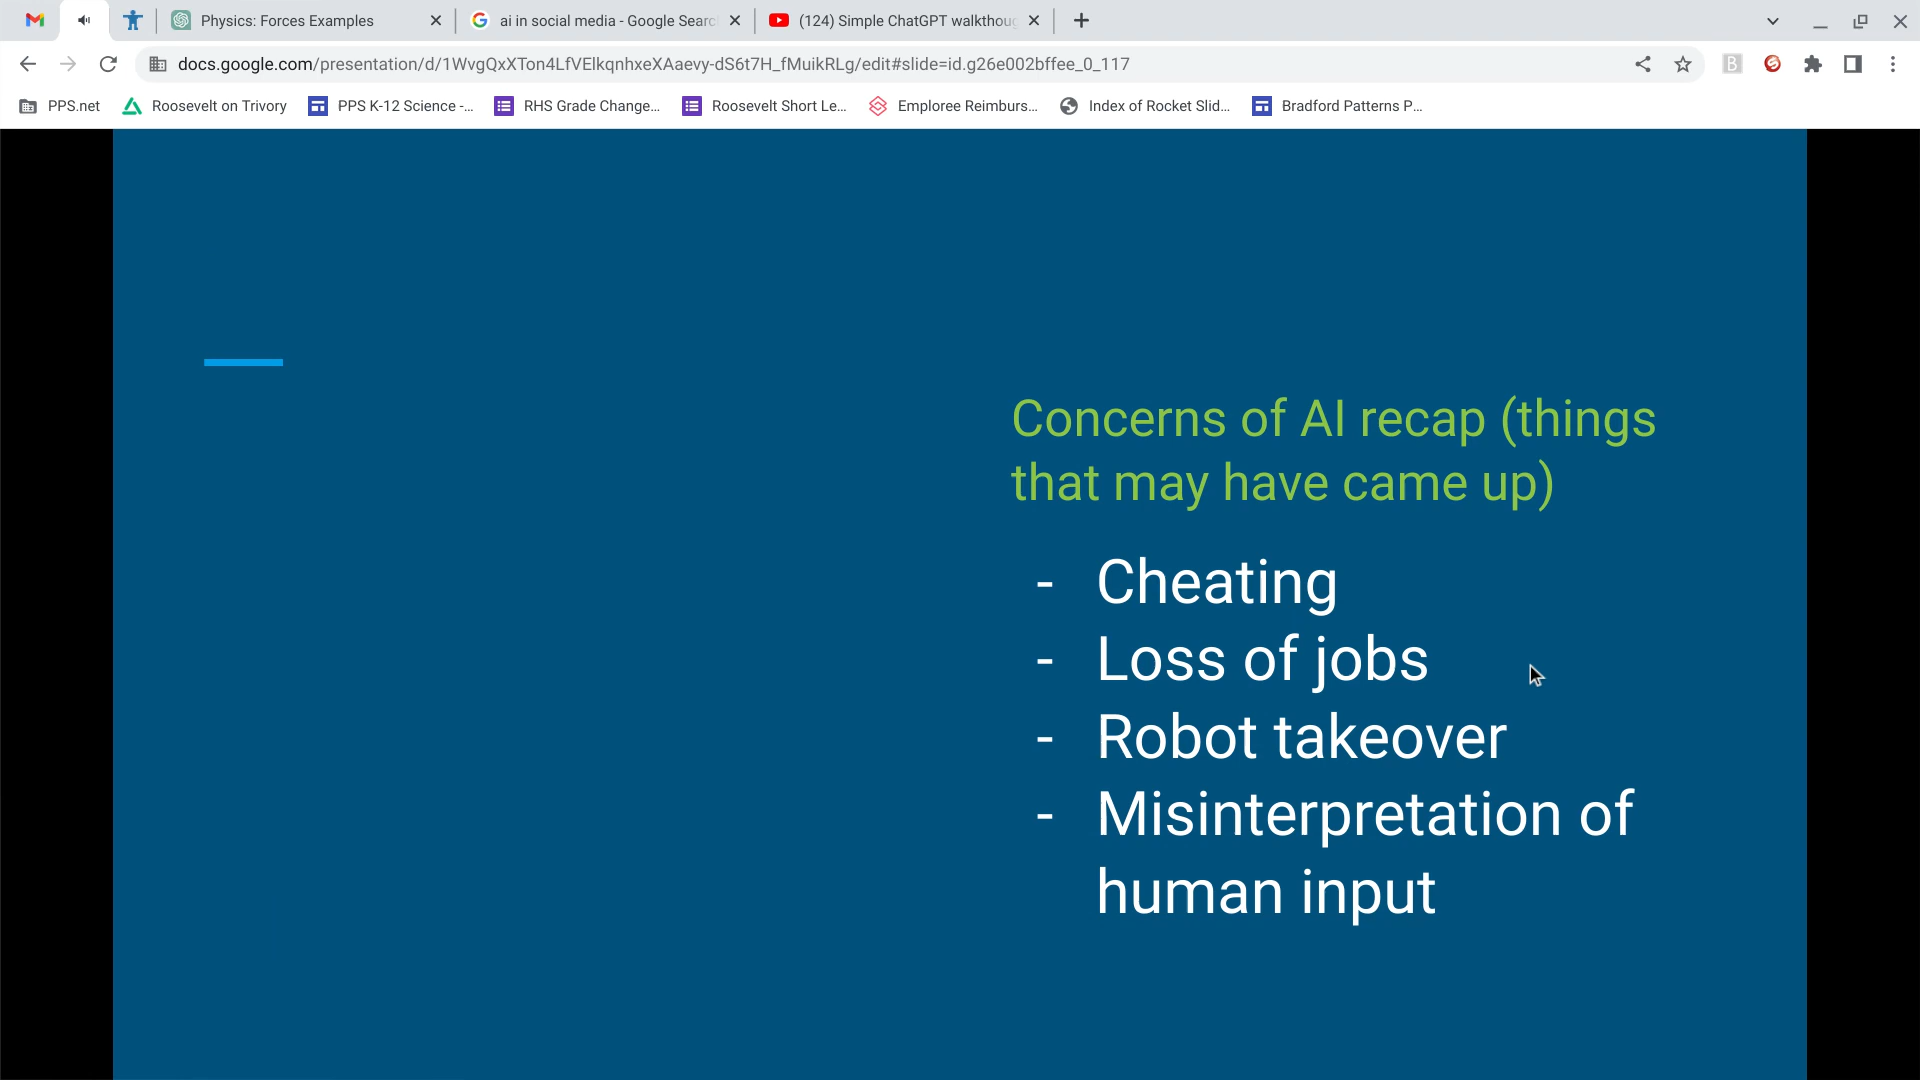 Physics: Forces Examples
ai in social media - Google Searc
(124) Simple ChatGPT walkthoug
docs.google.com/presentation/d/1WvgQxXTon4LfVElkqnhxeXAaevy-dS6t7H_fMuikRLg/edit#slide=id.g26e002bffee_0_117
B
PPS.net
Roosevelt on Trivory
PPS K-12 Science -...
RHS Grade Change...
Roosevelt Short Le...
Emploree Reimburs...
Index of Rocket Slid...
Bradford Patterns P...
Concerns of AI recap (things
that may have came up)
- Cheating
- Loss of jobs
- Robot takeover
- Misinterpretation of
human input